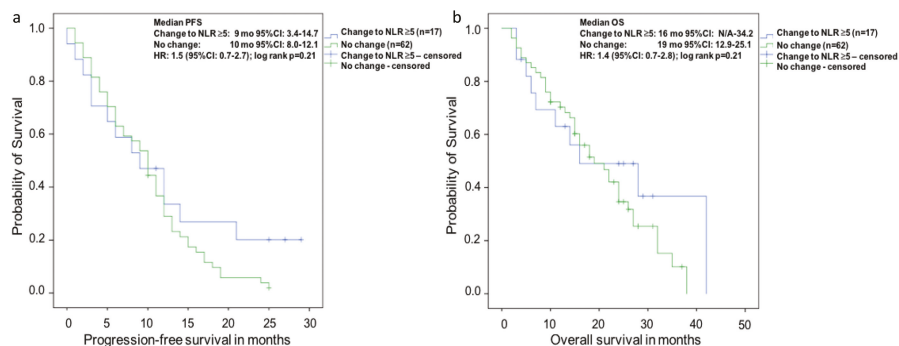 a
Median PFS
Change to NLR ≥5: 9 mo 95%CI: 3.4-14.7
No change: 10 mo 95%CI: 8.0-12.1
HR: 1.5 (95%CI: 0.7-2.7); log rank p=0.21
Change to NLR ≥5 (n=17)
No change (n=62)
Change to NLR ≥5 – censored
No change - censored
Probability of Survival
1.0
0.8
0.6
0.4
0.2
0.0
0 5 10 15 20 25 30
Progression-free survival in months
b
Median OS
Change to NLR ≥5: 16 mo 95%CI: N/A-34.2
No change: 19 mo 95%CI: 12.9-25.1
HR: 1.4 (95%CI: 0.7-2.8); log rank p=0.21
Change to NLR ≥5 (n=17)
No change (n=62)
Change to NLR ≥5 – censored
No change - censored
Probability of Survival
1.0
0.8
0.6
0.4
0.2
0.0
0 10 20 30 40 50
Overall survival in months